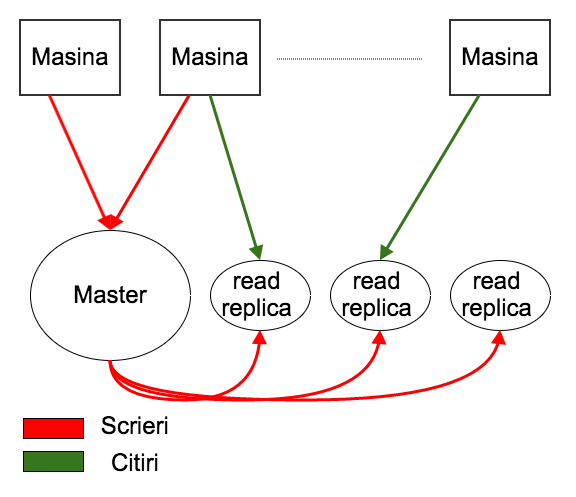 Masina
Masina
Masina
Master
read
replica
read
replica
read
replica
Scrieri
Citiri